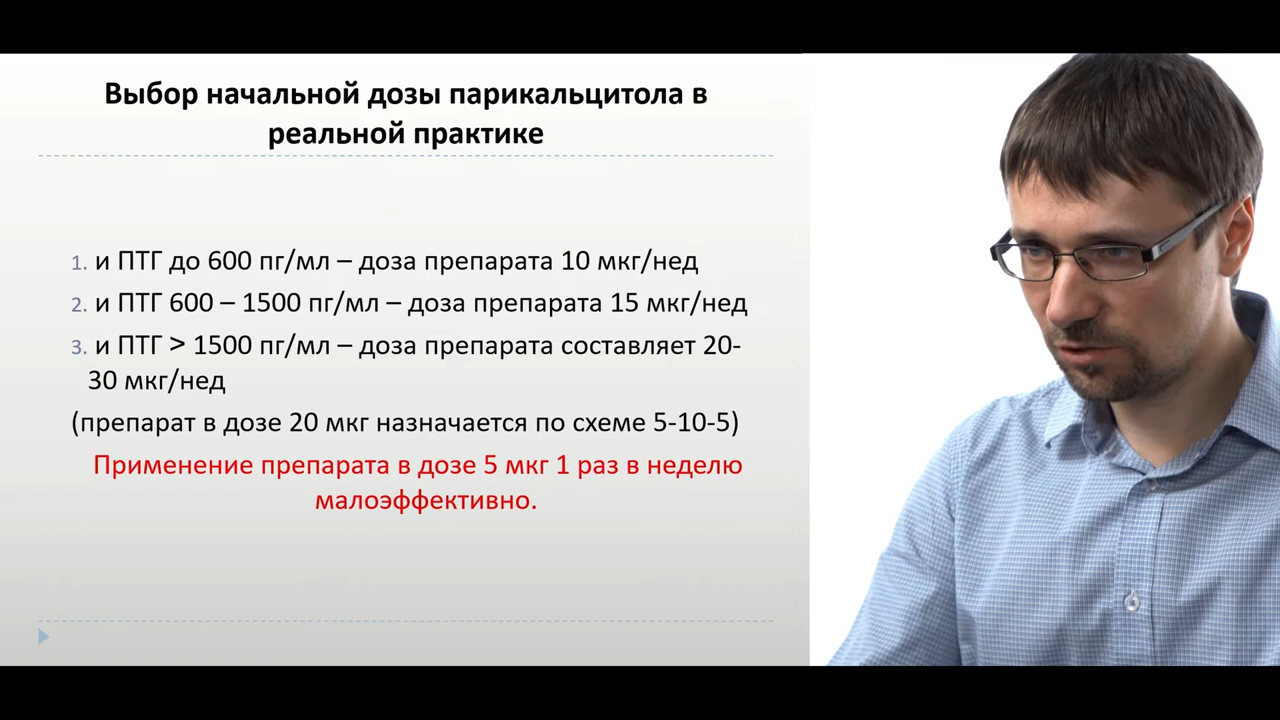 Выбор начальной дозы парикальцитола в
реальной практике
1. и ПТГ до 600 пг/мл – доза препарата 10 мкг/нед
2. и ПТГ 600 – 1500 пг/мл – доза препарата 15 мкг/нед
3. и ПТГ > 1500 пг/мл – доза препарата составляет 20-
30 мкг/нед
(препарат в дозе 20 мкг назначается по схеме 5-10-5)
Применение препарата в дозе 5 мкг 1 раз в неделю
малоэффективно.